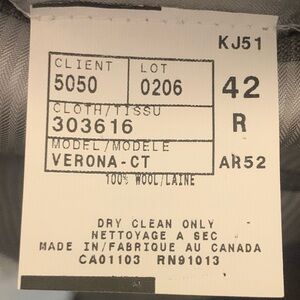 KJ51
CLIENT LOT
5050 0206 42
CLOTH/TISSU
303616 R
MODEL/MODELE
VERONA-CT AR52
100% WOOL/LAINE
DRY CLEAN ONLY
NETTOYAGE A SEC
MADE IN/FABRIQUE AU CANADA
CA01103 RN91013